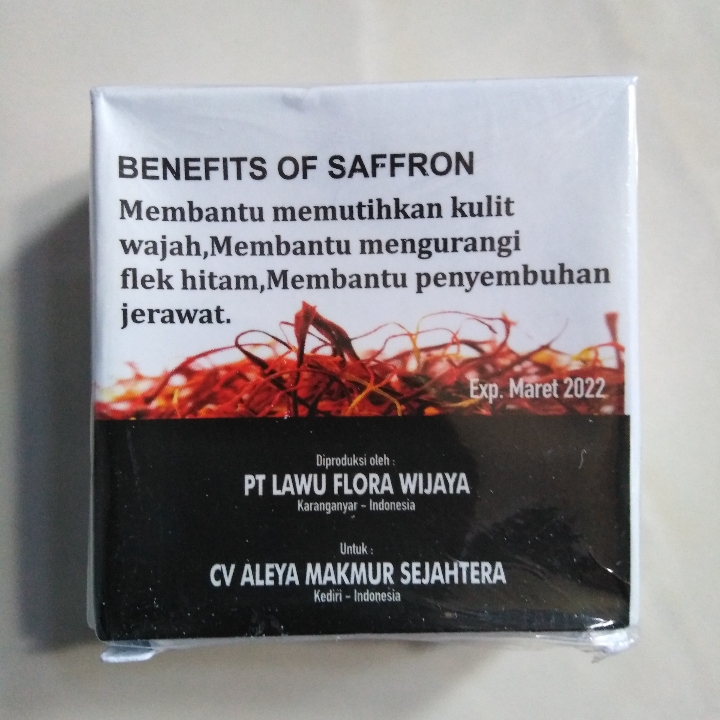 BENEFITS OF SAFFRON
Membantu memutihkan kulit
wajah,Membantu mengurangi
flek hitam,Membantu penyembuhan
jerawat.
Exp. Maret 2022
Diproduksi oleh :
PT LAWU FLORA WIJAYA
Karanganyar - Indonesia
Untuk :
CV ALEYA MAKMUR SEJAHTERA
Kediri - Indonesia